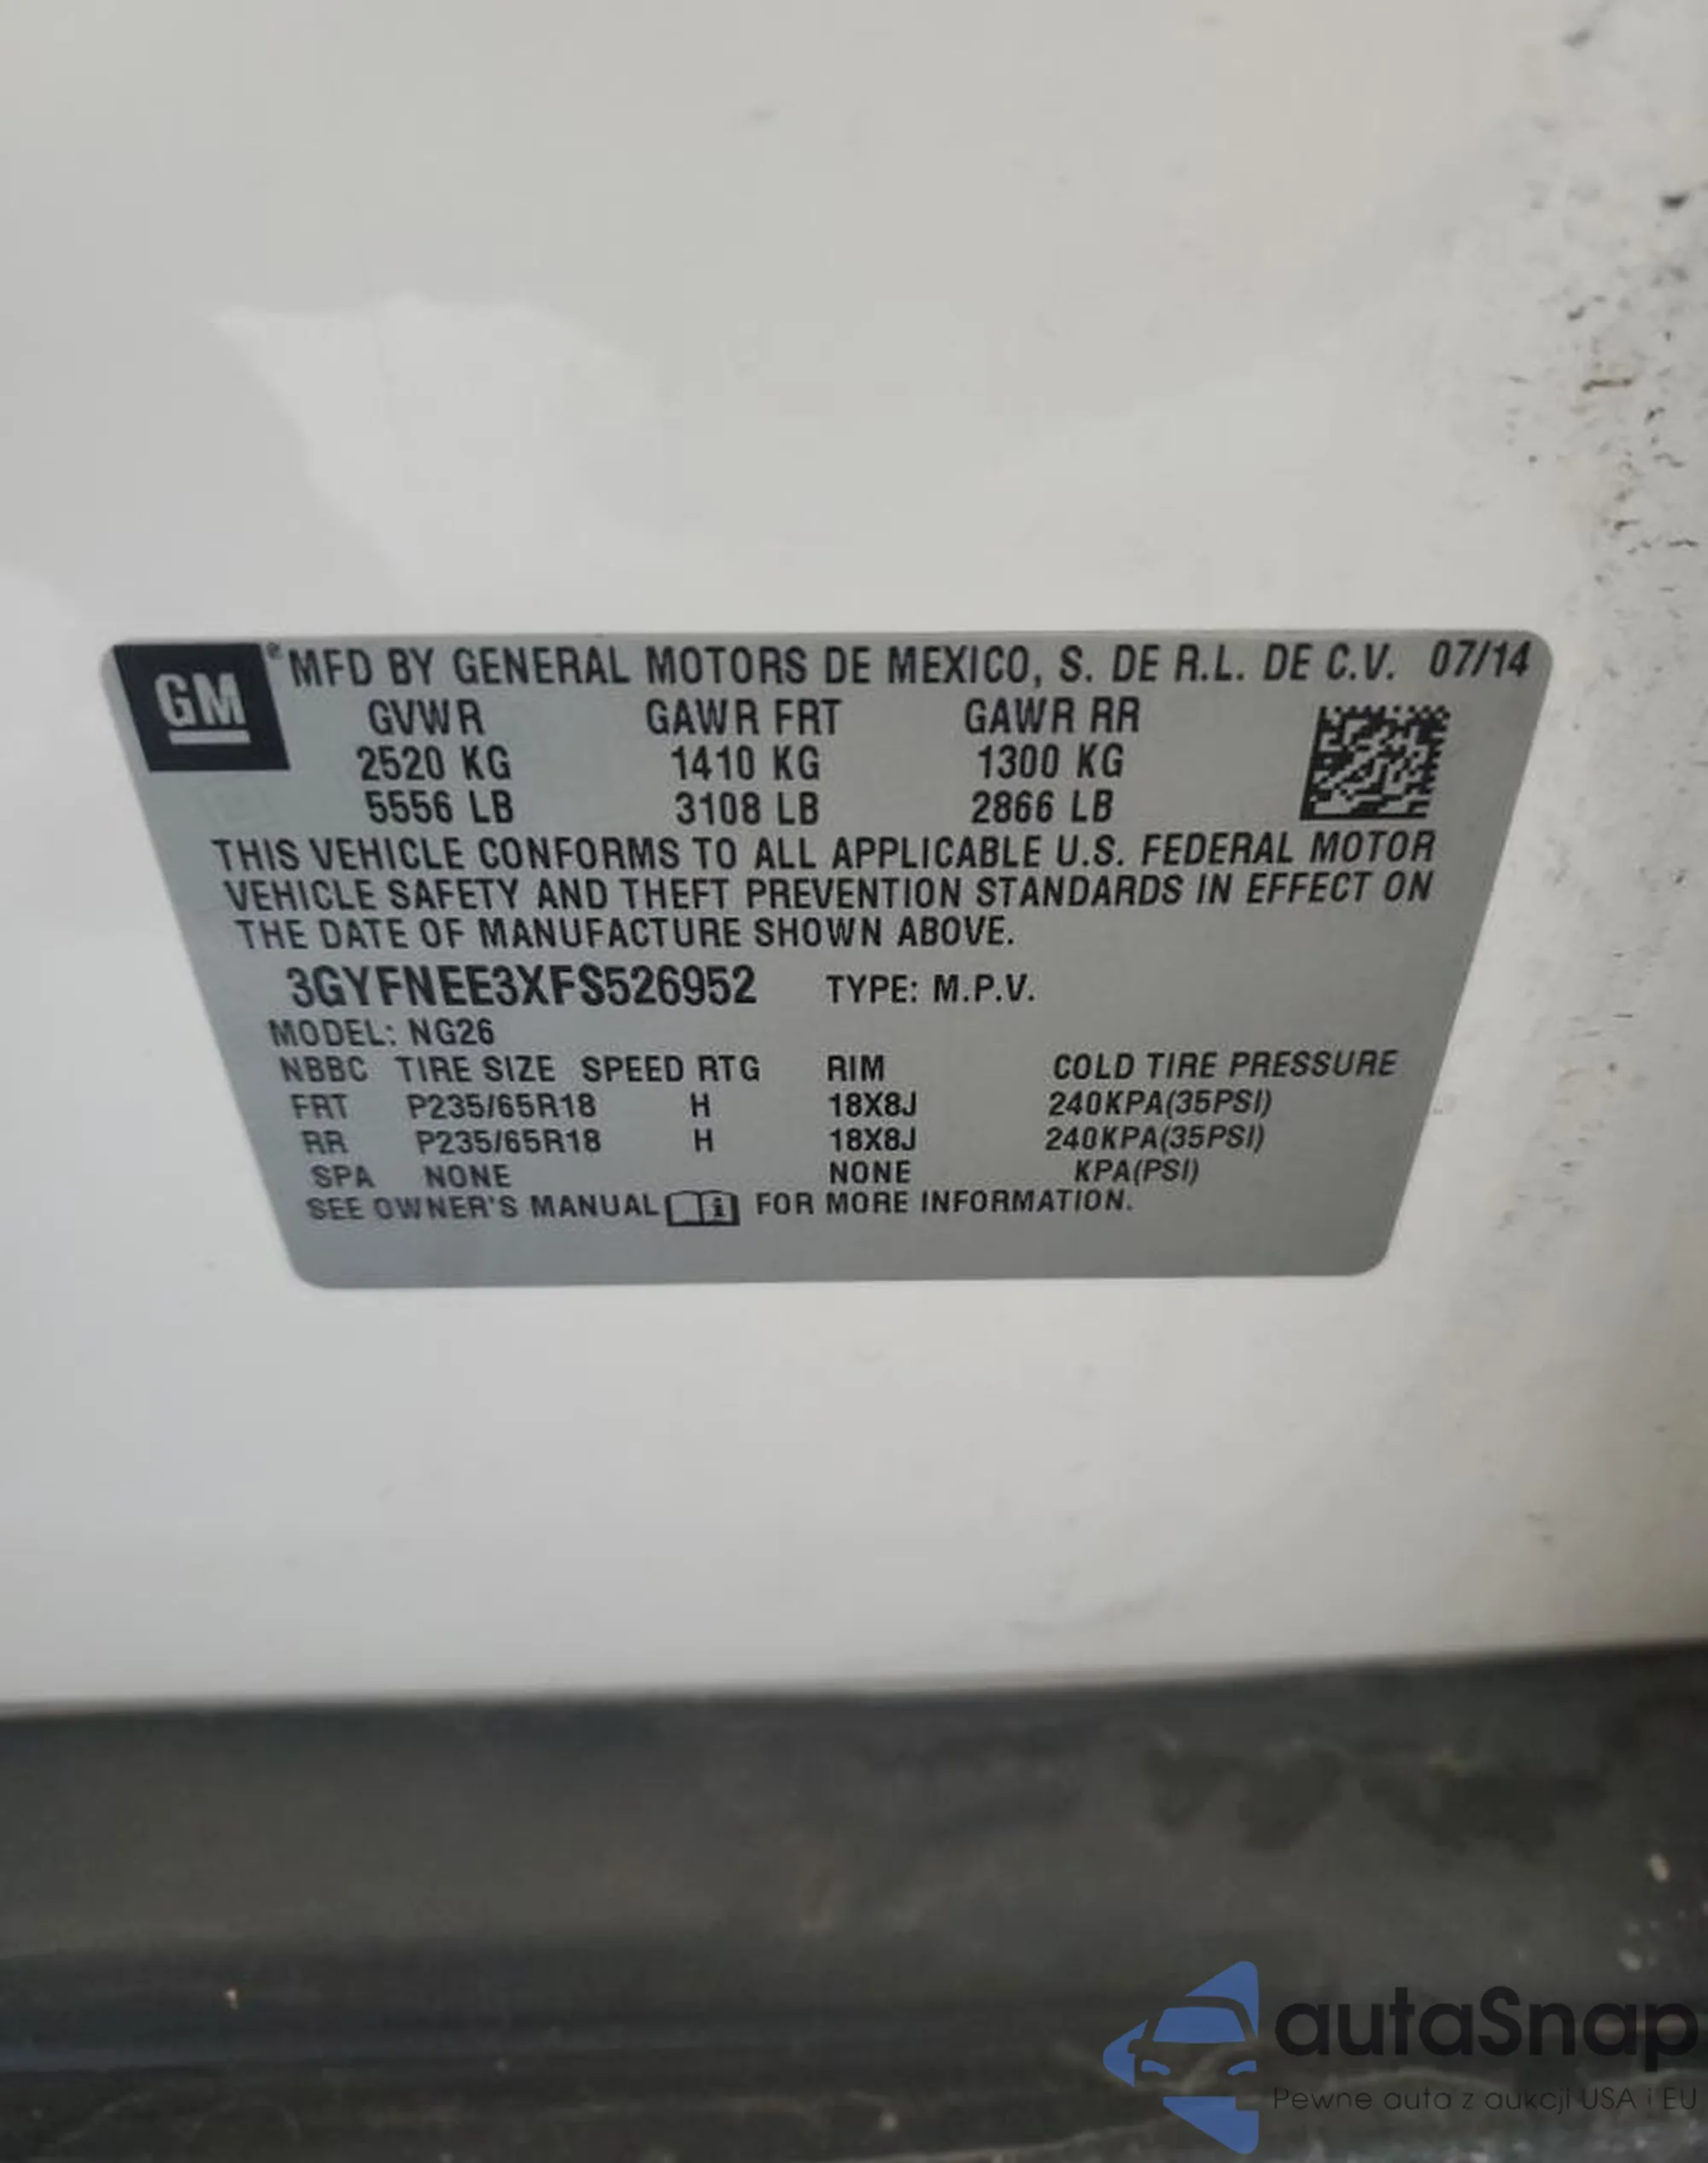 GM ® MFD BY GENERAL MOTORS DE MEXICO, S. DE R.L. DE C.V. 07/14
GVWR GAWR FRT GAWR RR
2520 KG 1410 KG 1300 KG
5556 LB 3108 LB 2866 LB
THIS VEHICLE CONFORMS TO ALL APPLICABLE U.S. FEDERAL MOTOR
VEHICLE SAFETY AND THEFT PREVENTION STANDARDS IN EFFECT ON
THE DATE OF MANUFACTURE SHOWN ABOVE.
3GYFNEE3XFS526952 TYPE: M.P.V.
MODEL: NG26
NBBC TIRE SIZE SPEED RTG RIM COLD TIRE PRESSURE
FRT P235/65R18 H 18X8J 240KPA(35PSI)
RR P235/65R18 H 18X8J 240KPA(35PSI)
SPA NONE NONE KPA(PSI)
SEE OWNER'S MANUAL FOR MORE INFORMATION.
autaSnap
Pewne auta z aukcji USA i EU